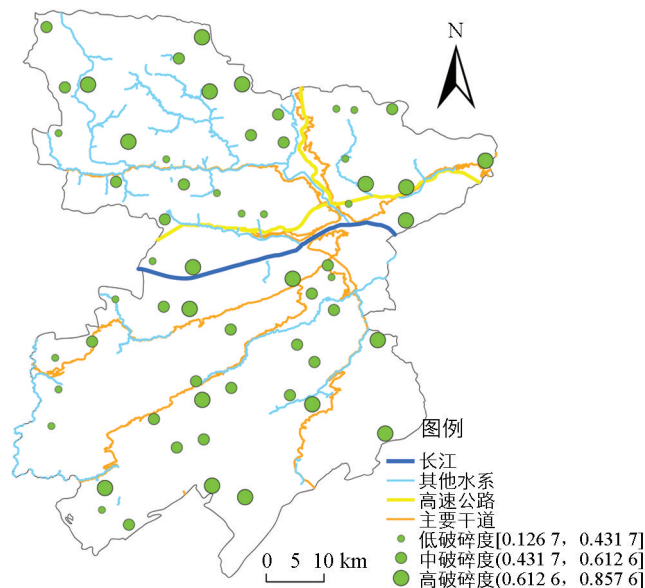 N
图例
长江
其他水系
高速公路
主要干道
低破碎度[0.126 7, 0.431 7]
中破碎度(0.431 7, 0.612 6]
高破碎度(0.612 6, 0.857 6]
0 5 10 km